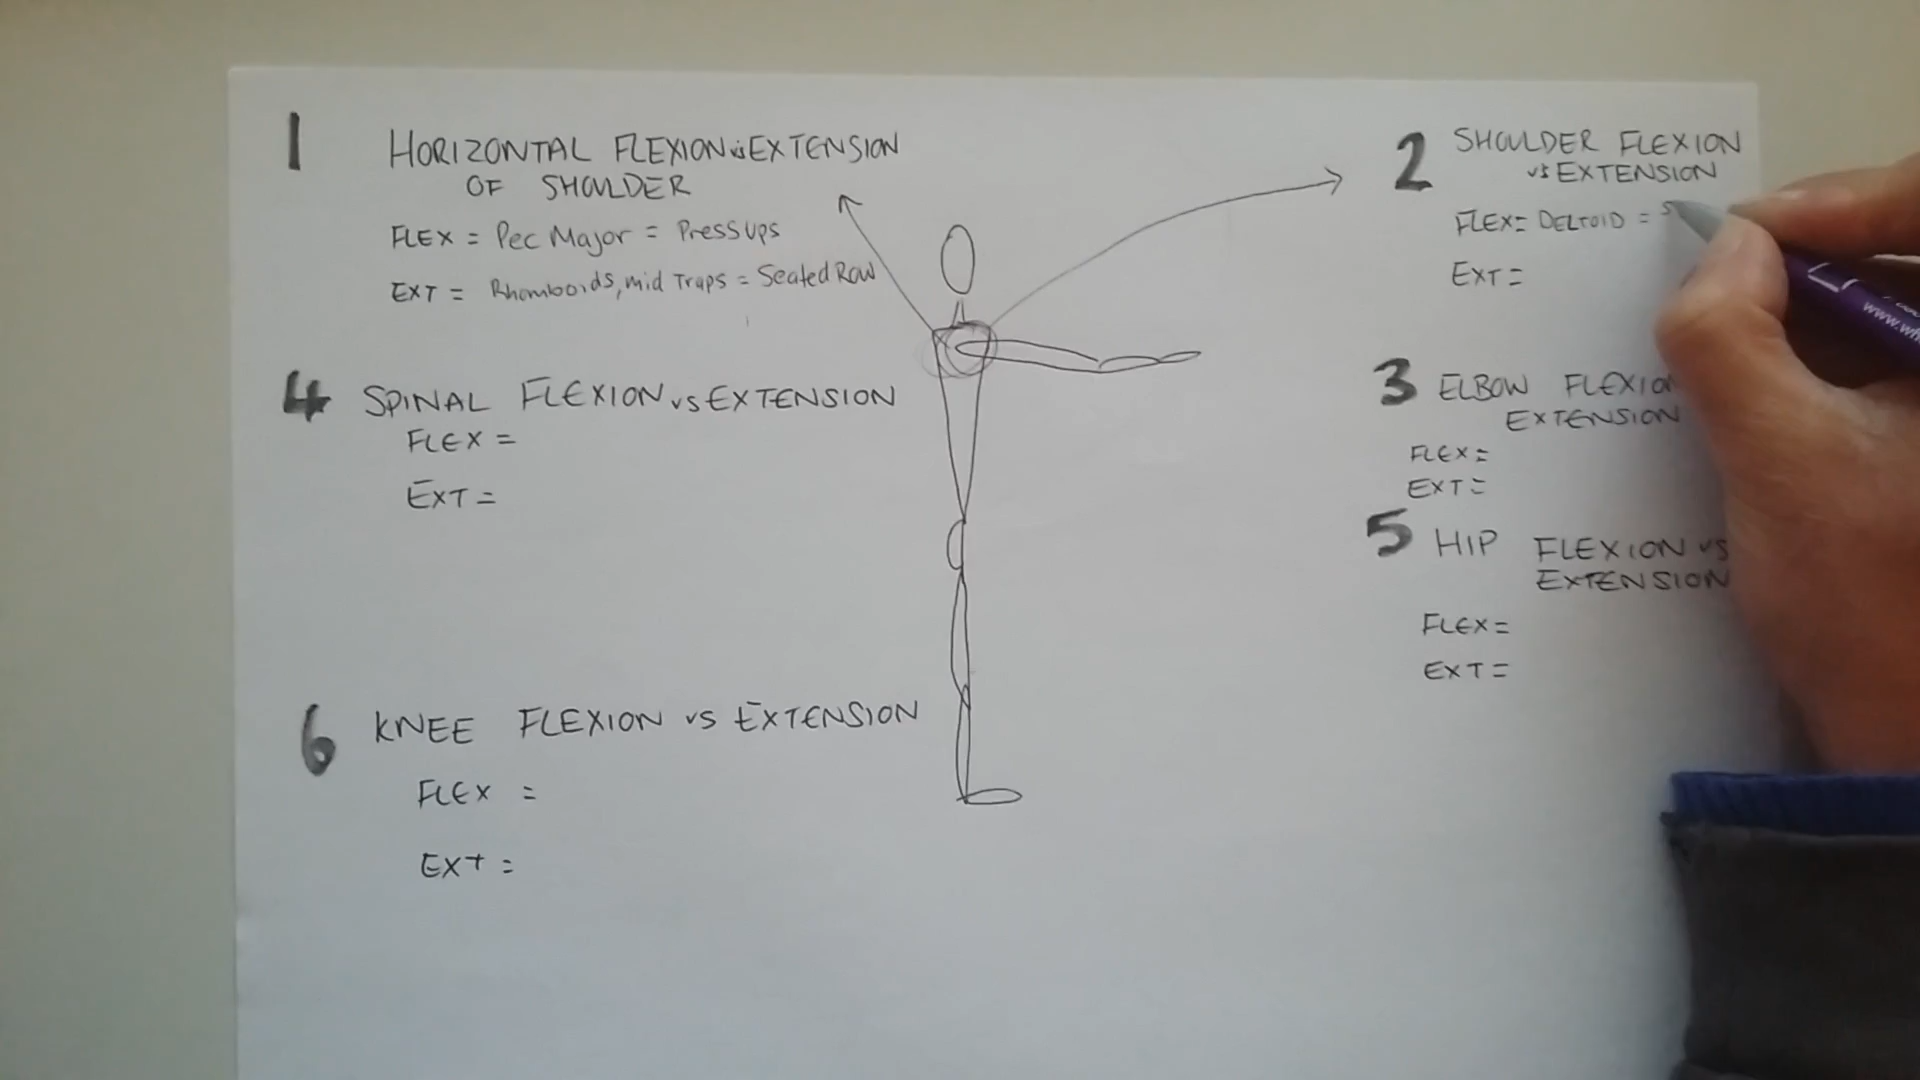 1
HORIZONTAL FLEXION vs EXTENSION
OF SHOULDER
FLEX = Pec Major = Press ups
EXT = Rhomboids, mid Traps = Seated Row
2
SHOULDER FLEXION
vs EXTENSION
FLEX = DELTOID = S
EXT =
3
ELBOW FLEXION
EXTENSION
FLEX =
EXT =
4
SPINAL FLEXION vs EXTENSION
FLEX =
EXT =
5
HIP FLEXION vs
EXTENSION
FLEX =
EXT =
6
KNEE FLEXION vs EXTENSION
FLEX =
EXT =